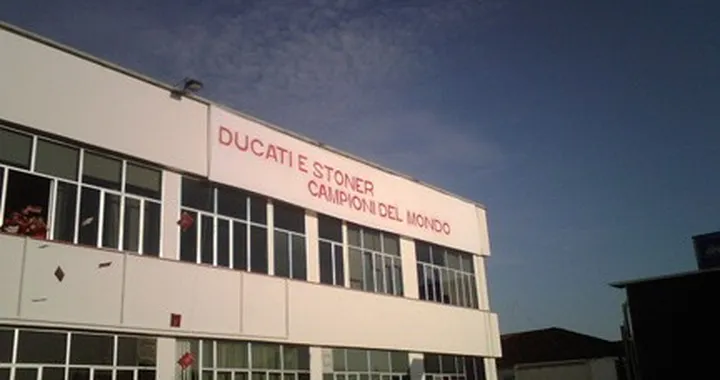 DUCATI E STONER
CAMPIONI DEL MONDO